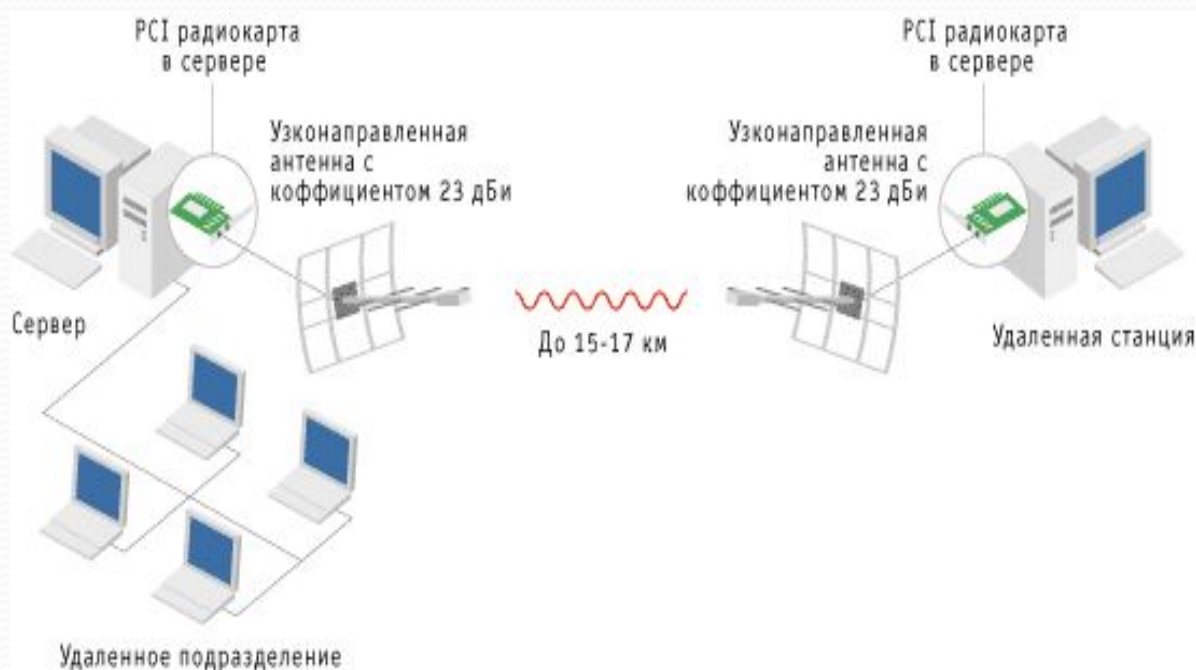 PCI радиокарта
в сервере
PCI радиокарта
в сервере
Узконаправленная
антенна с
коффициентом 23 дБи
Узконаправленная
антенна с
коффициентом 23 дБи
Сервер
До 15-17 км
Удаленная станция
Удаленное подразделение